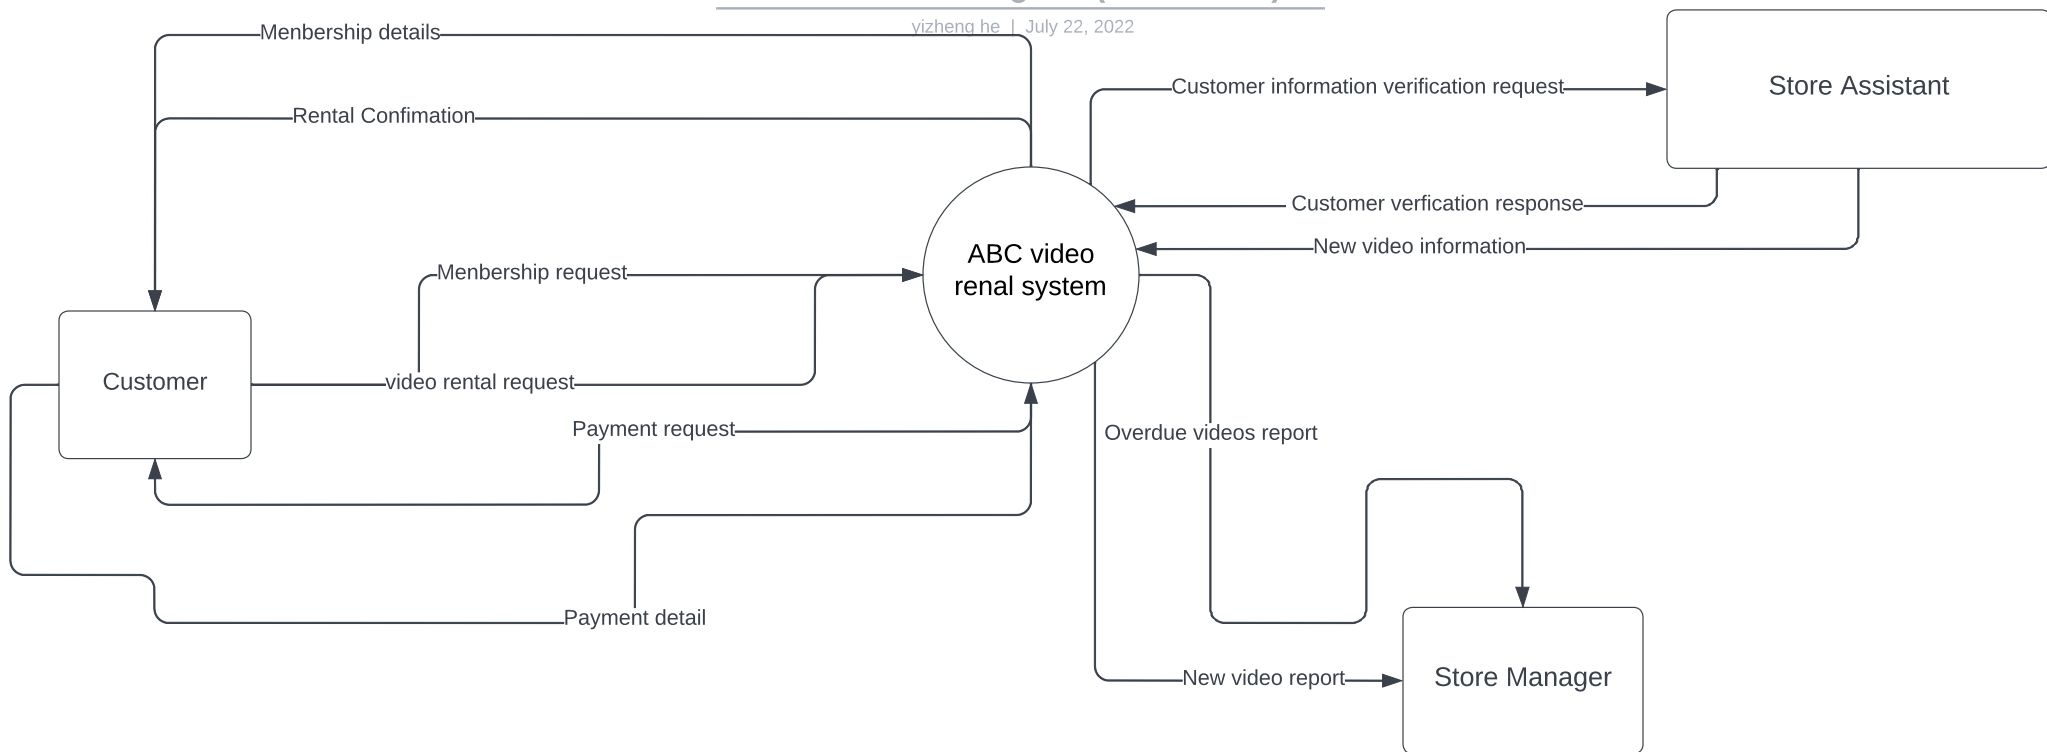 yizheng he | July 22, 2022
Menbership details
Customer information verification request
Store Assistant
Rental Confimation
Customer verfication response
New video information
ABC video
renal system
Menbership request
Customer
video rental request
Payment request
Overdue videos report
Payment detail
New video report
Store Manager